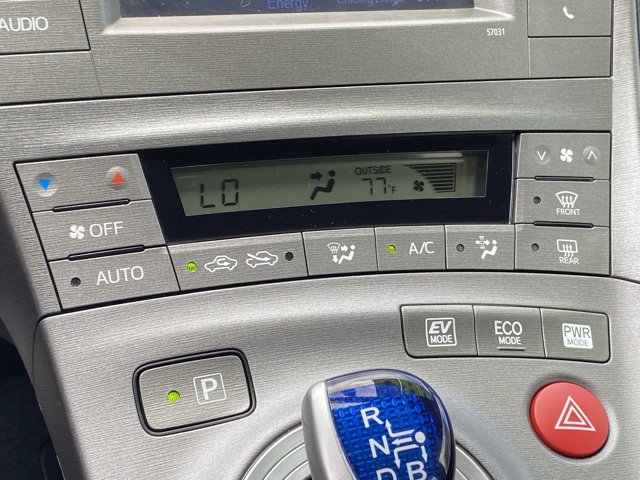 AUDIO
Energy
57031
LO
OUTSIDE
77°F
OFF
AUTO
A/C
FRONT
REAR
EV
MODE
ECO
MODE
PWR
MODE
P
R
N
D
B